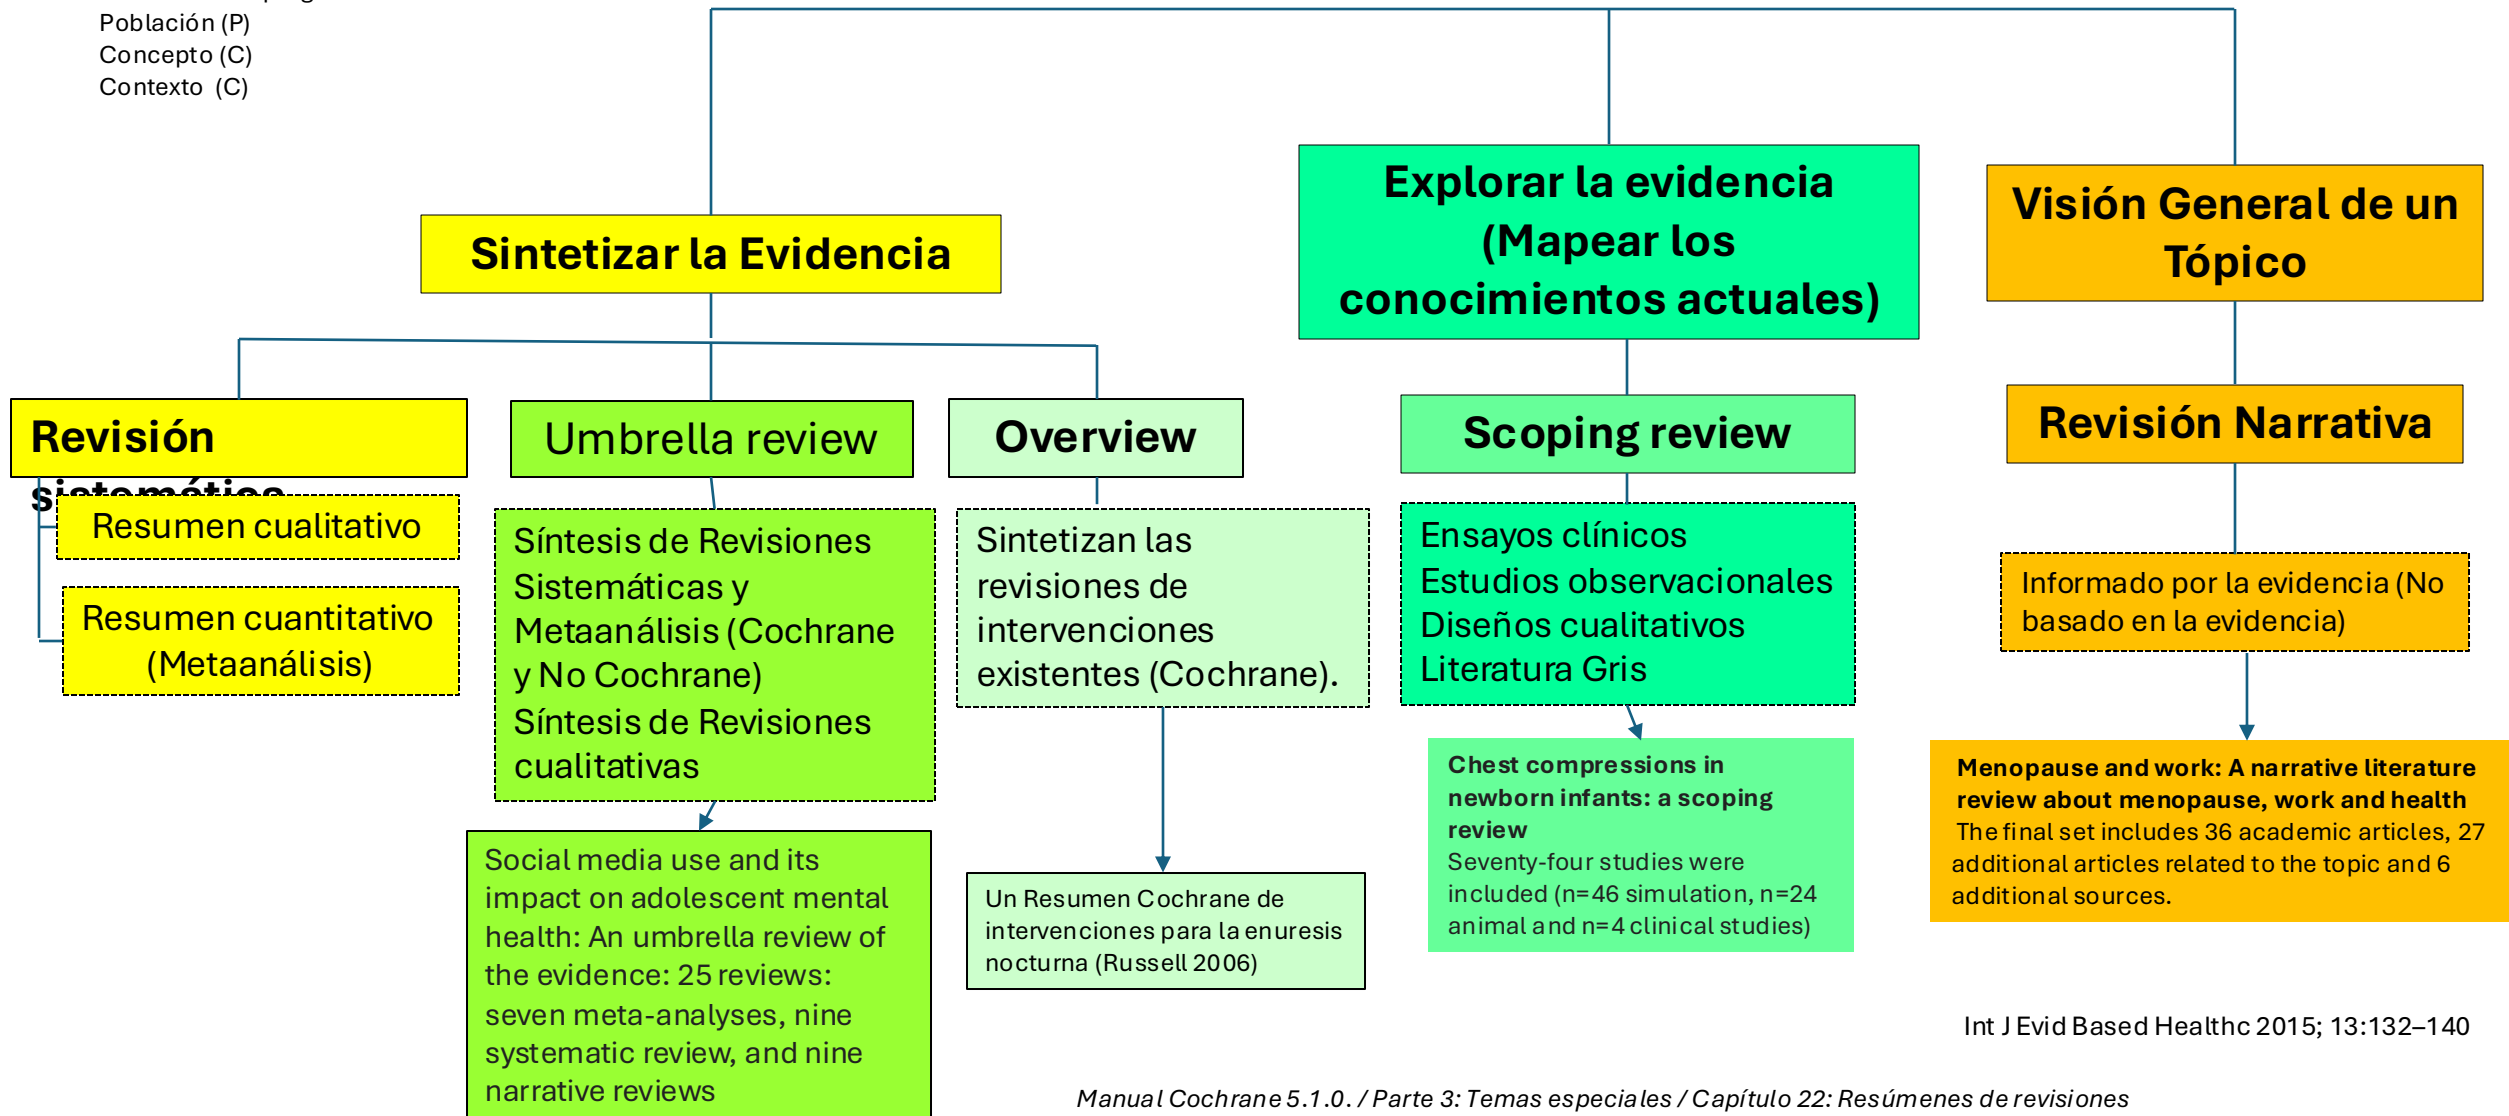 Población (P)
Concepto (C)
Contexto (C)
Sintetizar la Evidencia
Explorar la evidencia
(Mapear los
conocimientos actuales)
Visión General de un
Tópico
Revisión
Umbrella review
Síntesis de Revisiones
Sistemáticas y
Metaanálisis (Cochrane
y No Cochrane)
Síntesis de Revisiones
cualitativas
Social media use and its
impact on adolescent mental
health: An umbrella review of
the evidence: 25 reviews:
seven meta-analyses, nine
systematic review, and nine
narrative reviews
Resumen cualitativo
Resumen cuantitativo
(Metaanálisis)
Overview
Sintetizan las
revisiones de
intervenciones
existentes (Cochrane).
Un Resumen Cochrane de
intervenciones para la enuresis
nocturna (Russell 2006)
Scoping review
Ensayos clínicos
Estudios observacionales
Diseños cualitativos
Literatura Gris
Chest compressions in
newborn infants: a scoping
review
Seventy-four studies were
included (n=46 simulation, n=24
animal and n=4 clinical studies)
Revisión Narrativa
Informado por la evidencia (No
basado en la evidencia)
Menopause and work: A narrative literature
review about menopause, work and health
The final set includes 36 academic articles, 27
additional articles related to the topic and 6
additional sources.
Int J Evid Based Healthc 2015; 13:132–140
Manual Cochrane 5.1.0. / Parte 3: Temas especiales / Capítulo 22: Resúmenes de revisiones